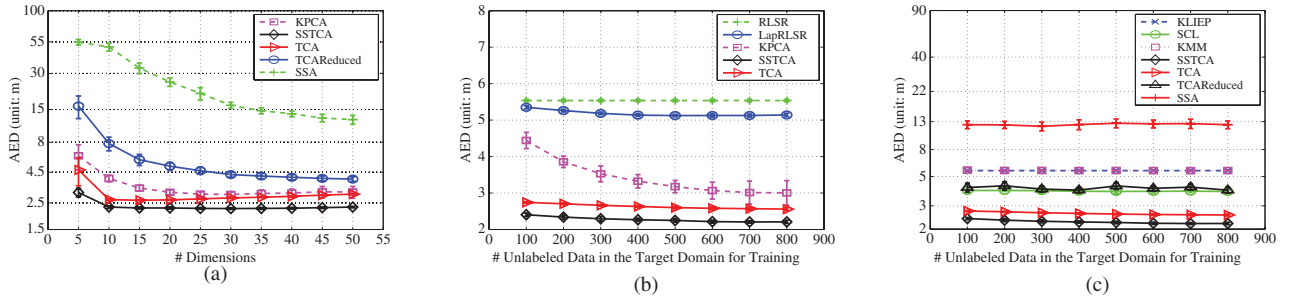 100
55
30
15
8
4.5
2.5
1.5
AED (unit: m)
0 5 10 15 20 25 30 35 40 45 50 55
# Dimensions
KPCA
SSTCA
TCA
TCAReduced
SSA
(a)
8
7
6
5
4
3
2
AED (unit: m)
0 100 200 300 400 500 600 700 800 900
# Unlabeled Data in the Target Domain for Training
RLSR
LapRLSR
KPCA
SSTCA
TCA
(b)
90
40
22
13
8
5
3
2
AED (unit: m)
0 100 200 300 400 500 600 700 800 900
# Unlabeled Data in the Target Domain for Training
KLIEP
SCL
KMM
SSTCA
TCA
TCAReduced
SSA
(c)